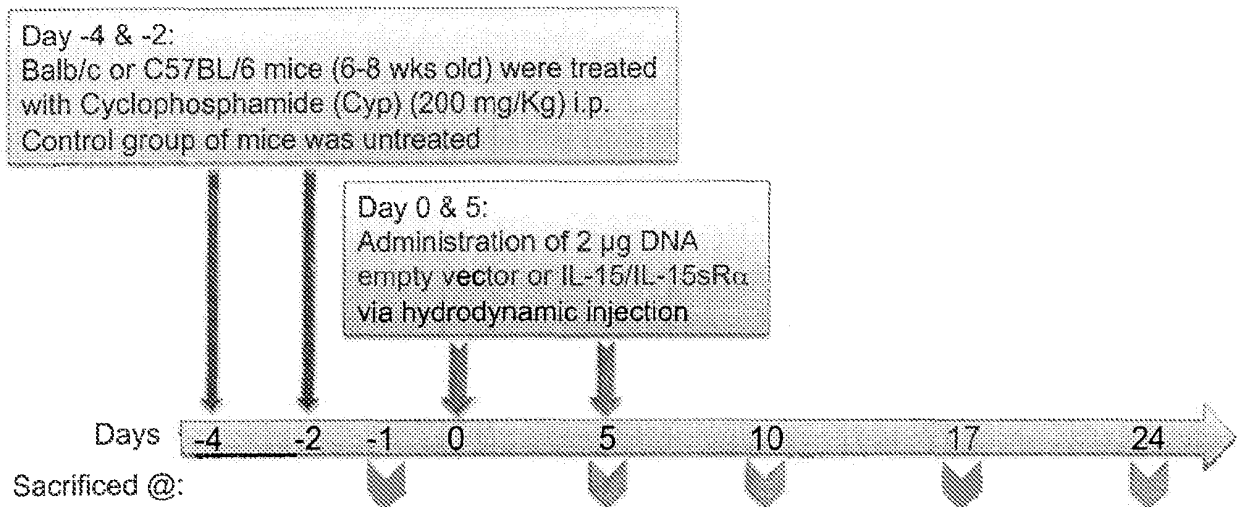 Day -4 & -2:
Balb/c or C57BL/6 mice (6-8 wks old) were treated
with Cyclophosphamide (Cyp) (200 mg/Kg) i.p.
Control group of mice was untreated
Day 0 & 5:
Administration of 2 µg DNA
empty vector or IL-15/IL-15sRα
via hydrodynamic injection
Days -4 -2 -1 0 5 10 17 24
Sacrificed @: